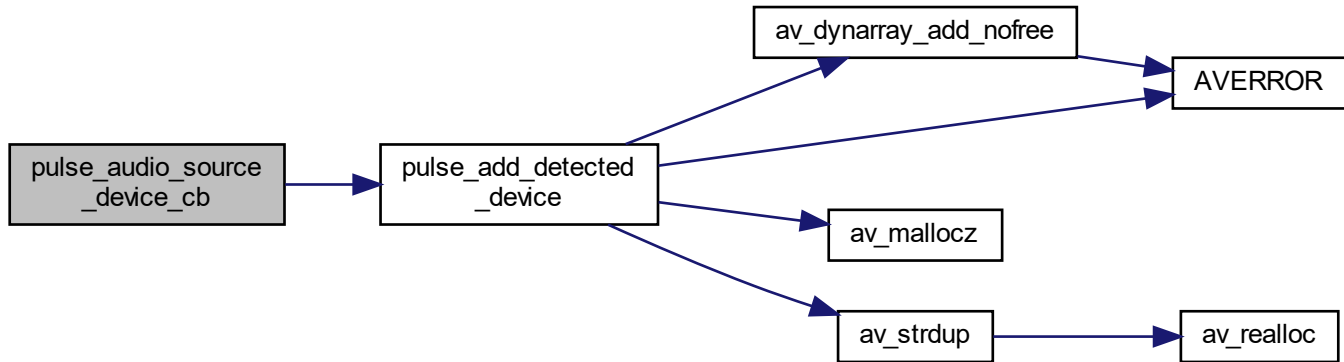 pulse_audio_source
_device_cb
pulse_add_detected
_device
av_dynarray_add_nofree
AVERROR
av_mallocz
av_strdup
av_realloc